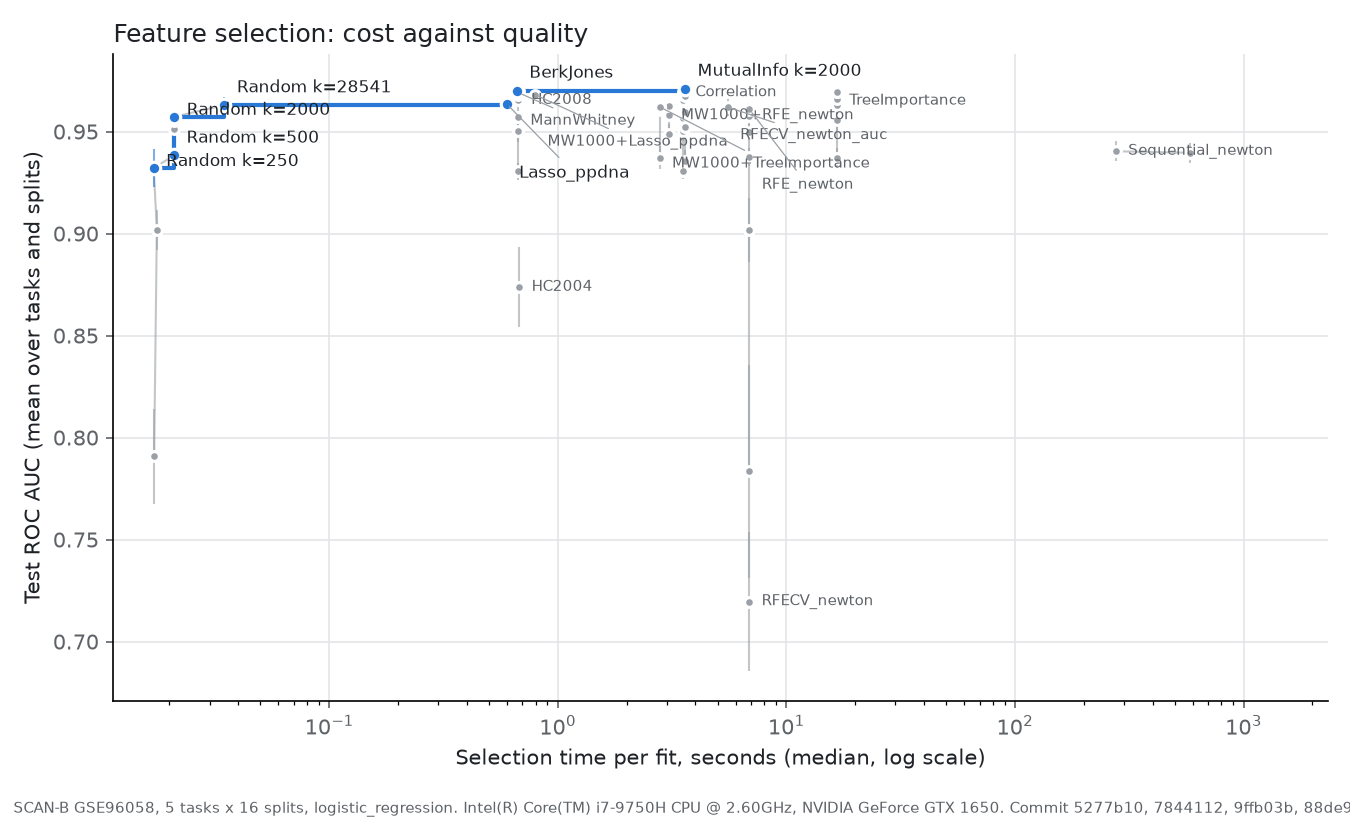 Feature selection: cost against quality
BerkJones
MutualInfo k=2000
Random k=28541
Correlation
HC2008
TreeImportance
Random k=2000
MW1000+RFE_newton
MannWhitney
RFECV_newton_auc
Random k=500
MW1000+Lasso_ppdna
Sequential_newton
Random k=250
MW1000+TreeImportance
Lasso_ppdna
RFE_newton
HC2004
RFECV_newton
0.95
0.90
0.85
0.80
0.75
0.70
Test ROC AUC (mean over tasks and splits)
10⁻¹
10⁰
10¹
10²
10³
Selection time per fit, seconds (median, log scale)
SCAN-B GSE96058, 5 tasks x 16 splits, logistic_regression. Intel(R) Core(TM) i7-9750H CPU @ 2.60GHz, NVIDIA GeForce GTX 1650. Commit 5277b10, 7844112, 9ffb03b, 88de9